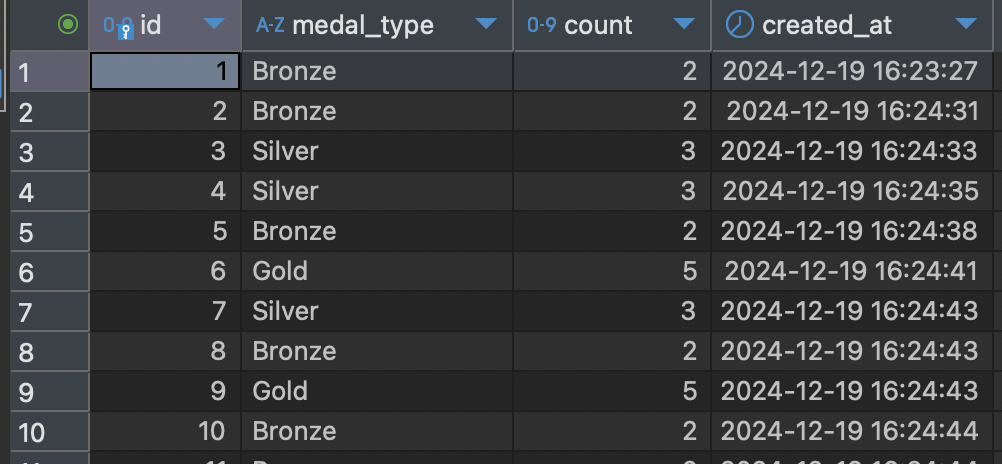 0-9 id A-Z medal_type 0-9 count created_at
1 1 Bronze 2 2024-12-19 16:23:27
2 2 Bronze 2 2024-12-19 16:24:31
3 3 Silver 3 2024-12-19 16:24:33
4 4 Silver 3 2024-12-19 16:24:35
5 5 Bronze 2 2024-12-19 16:24:38
6 6 Gold 5 2024-12-19 16:24:41
7 7 Silver 3 2024-12-19 16:24:43
8 8 Bronze 2 2024-12-19 16:24:43
9 9 Gold 5 2024-12-19 16:24:43
10 10 Bronze 2 2024-12-19 16:24:44